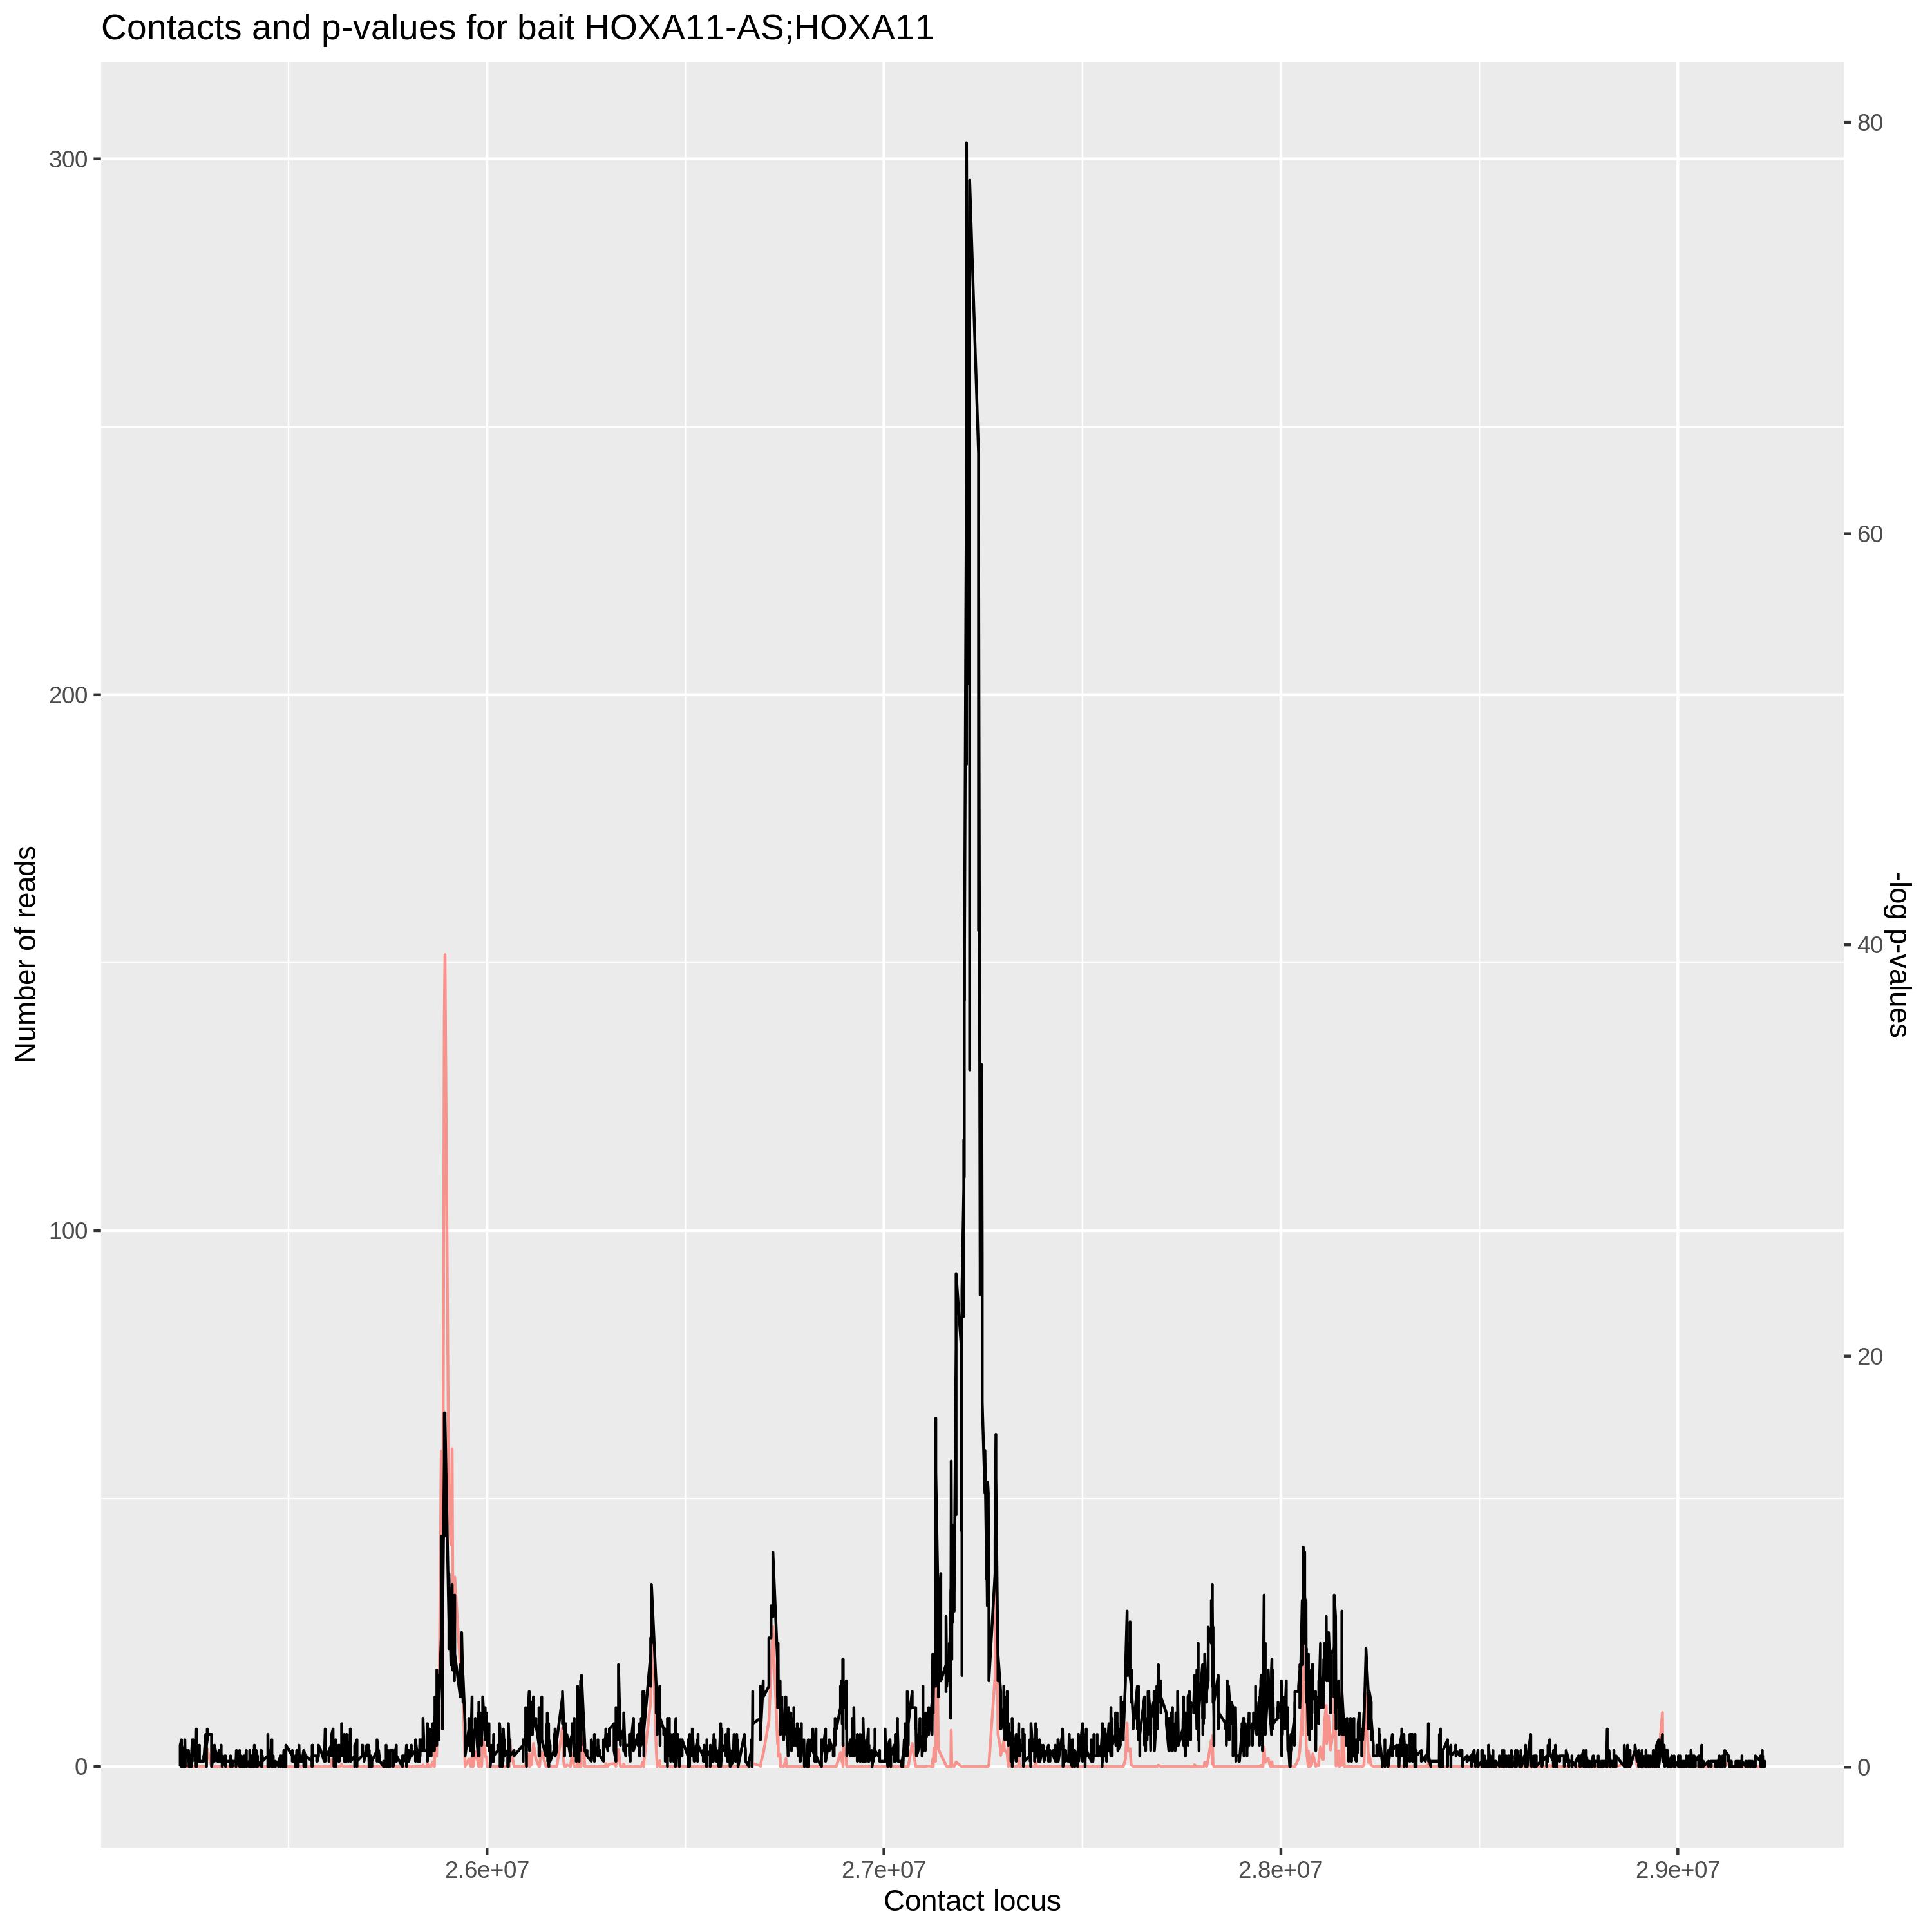 Contacts and p-values for bait HOXA11-AS;HOXA11
300
200
100
0
Number of reads
80
60
40
20
0
-log p-values
2.6e+07
2.7e+07
2.8e+07
2.9e+07
Contact locus